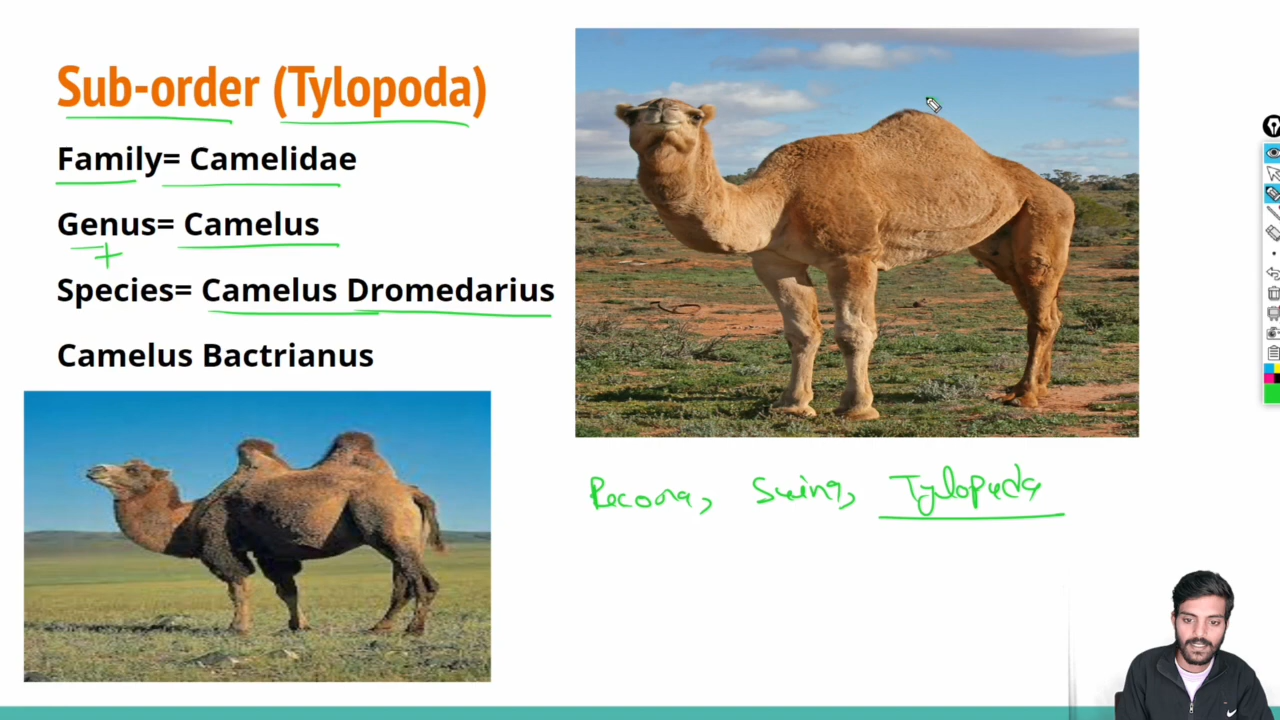 Sub-order (Tylopoda)
Family= Camelidae
Genus= Camelus
+
Species= Camelus Dromedarius
Camelus Bactrianus
Pecora, Suina, Tylopoda